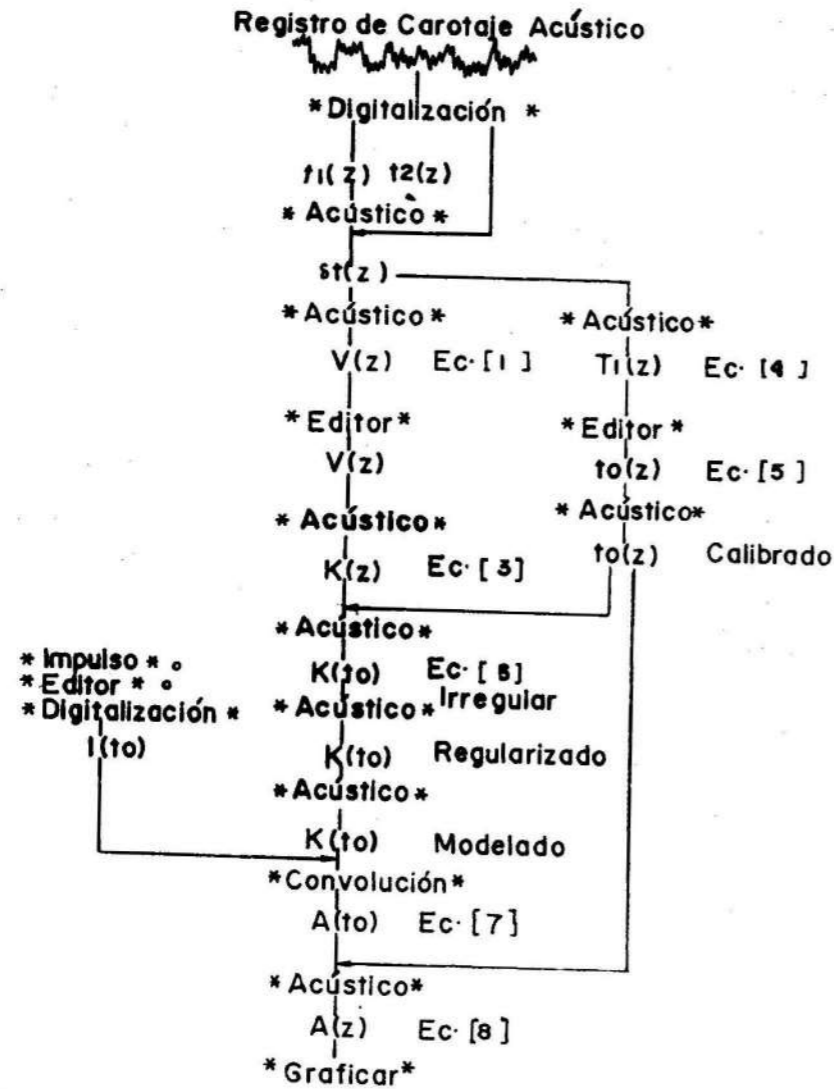 Registro de Carotaje Acústico
*Digitalización *
t1(z) t2(z)
* Acústico *
st(z)
*Acústico*
* Acústico*
V(z) Ec. [1]
T1(z) Ec. [4]
*Editor*
*Editor *
V(z)
to(z) Ec. [5]
* Acústico*
* Acústico*
to(z) Calibrado
K(z) Ec. [3]
*Acústico*
* Impulso * o
* Editor * o
* Digitalización *
I(to)
K(to) Ec. [6]
Irregular
* Acústico*
K(to) Regularizado
*Acústico*
K(to) Modelado
*Convolución*
A(to) Ec. [7]
*Acústico*
A(z) Ec. [8]
*Graficar*